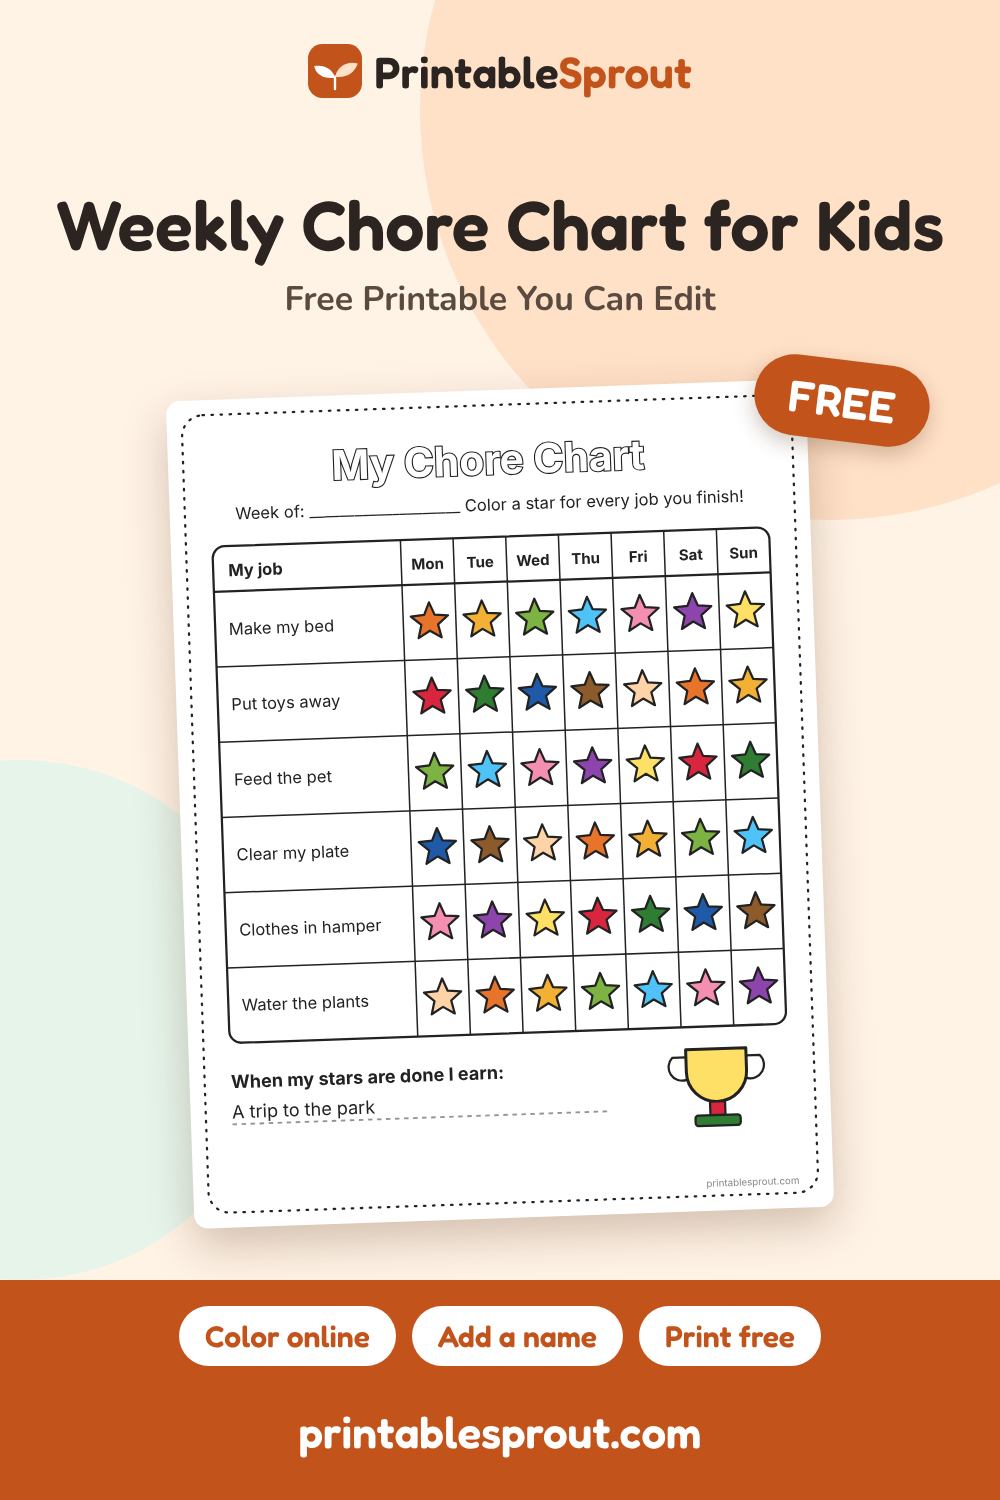 PrintableSprout
Weekly Chore Chart for Kids
Free Printable You Can Edit
FREE
My Chore Chart
Week of: ________________ Color a star for every job you finish!
My job Mon Tue Wed Thu Fri Sat Sun
Make my bed
Put toys away
Feed the pet
Clear my plate
Clothes in hamper
Water the plants
When my stars are done I earn:
A trip to the park
printablesprout.com
Color online Add a name Print free
printablesprout.com